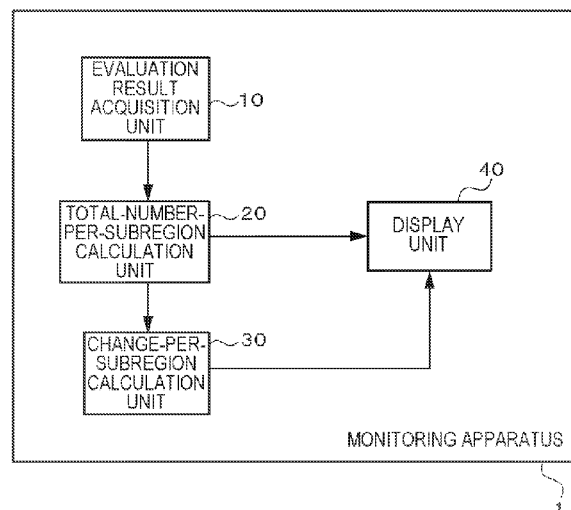 EVALUATION
RESULT
ACQUISITION
UNIT
10
TOTAL-NUMBER-
PER-SUBREGION
CALCULATION
UNIT
20
40
DISPLAY
UNIT
CHANGE-PER-
SUBREGION
CALCULATION
UNIT
30
MONITORING APPARATUS
1